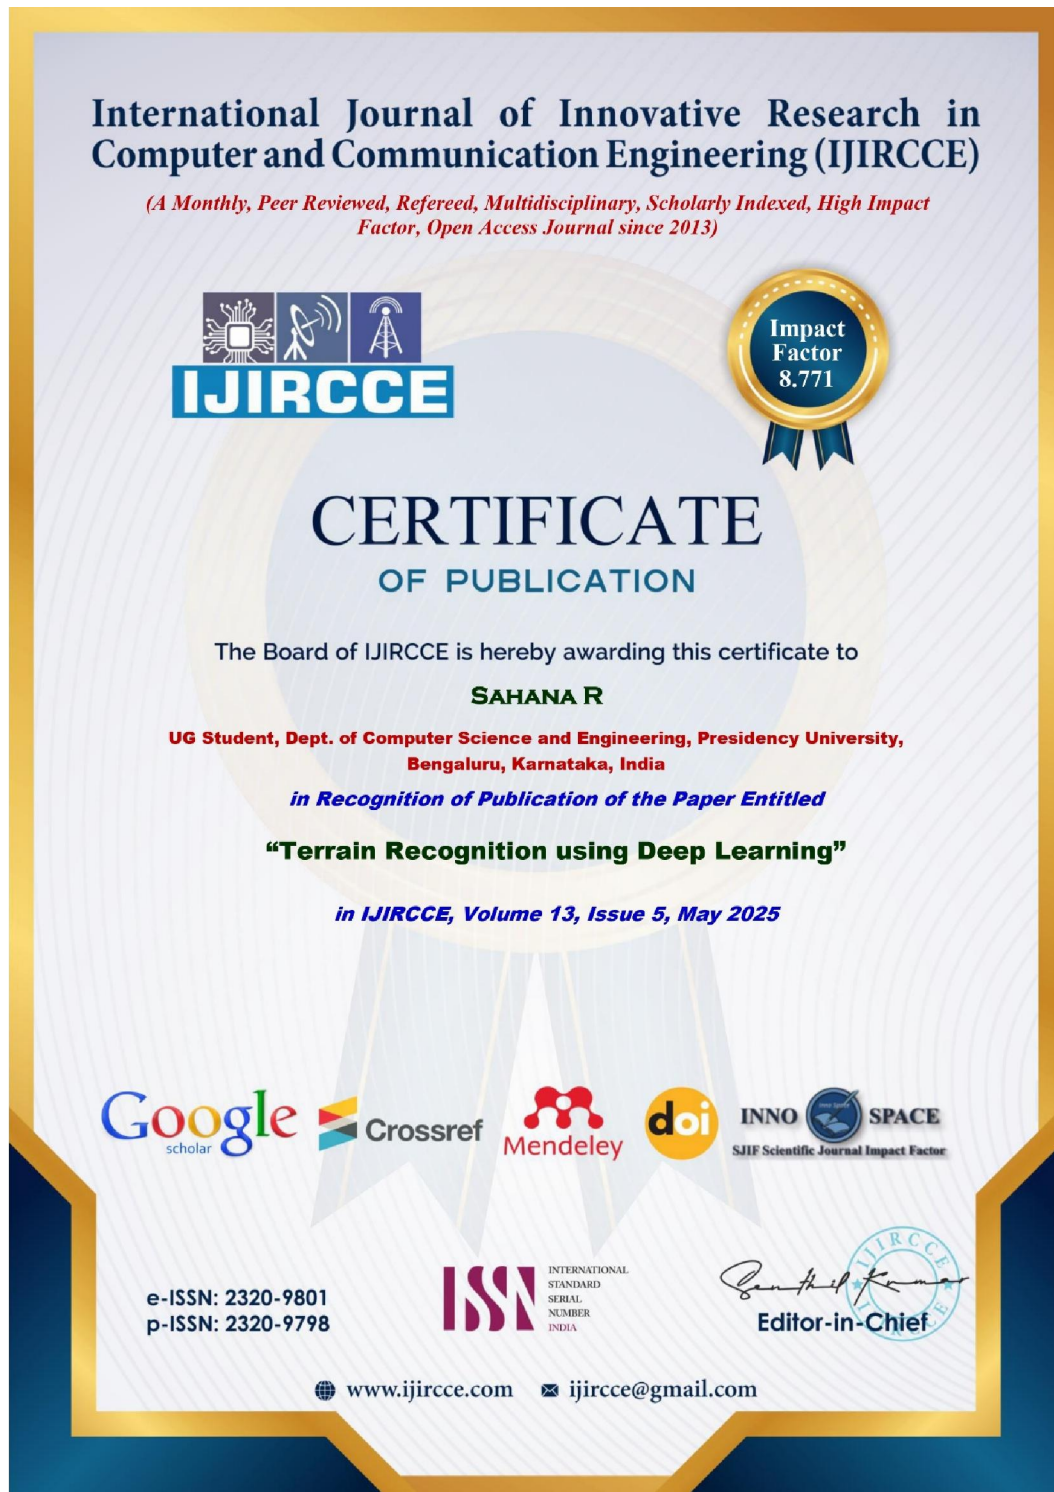 International Journal of Innovative Research in
Computer and Communication Engineering (IJIRCCE)
(A Monthly, Peer Reviewed, Refereed, Multidisciplinary, Scholarly Indexed, High Impact
Factor, Open Access Journal since 2013)
IJIRCCE
Impact
Factor
8.771
CERTIFICATE
OF PUBLICATION
The Board of IJIRCCE is hereby awarding this certificate to
SAHANA R
UG Student, Dept. of Computer Science and Engineering, Presidency University,
Bengaluru, Karnataka, India
in Recognition of Publication of the Paper Entitled
“Terrain Recognition using Deep Learning”
in IJIRCCE, Volume 13, Issue 5, May 2025
Google
scholar
Crossref
Mendeley
doi
INNO SPACE
SJIF Scientific Journal Impact Factor
e-ISSN: 2320-9801
p-ISSN: 2320-9798
ISSN
INTERNATIONAL
STANDARD
SERIAL
NUMBER
INDIA
Senthil Kumar
IJIRCCE
IJIRCCE
Editor-in-Chief
www.ijircce.com ijircce@gmail.com